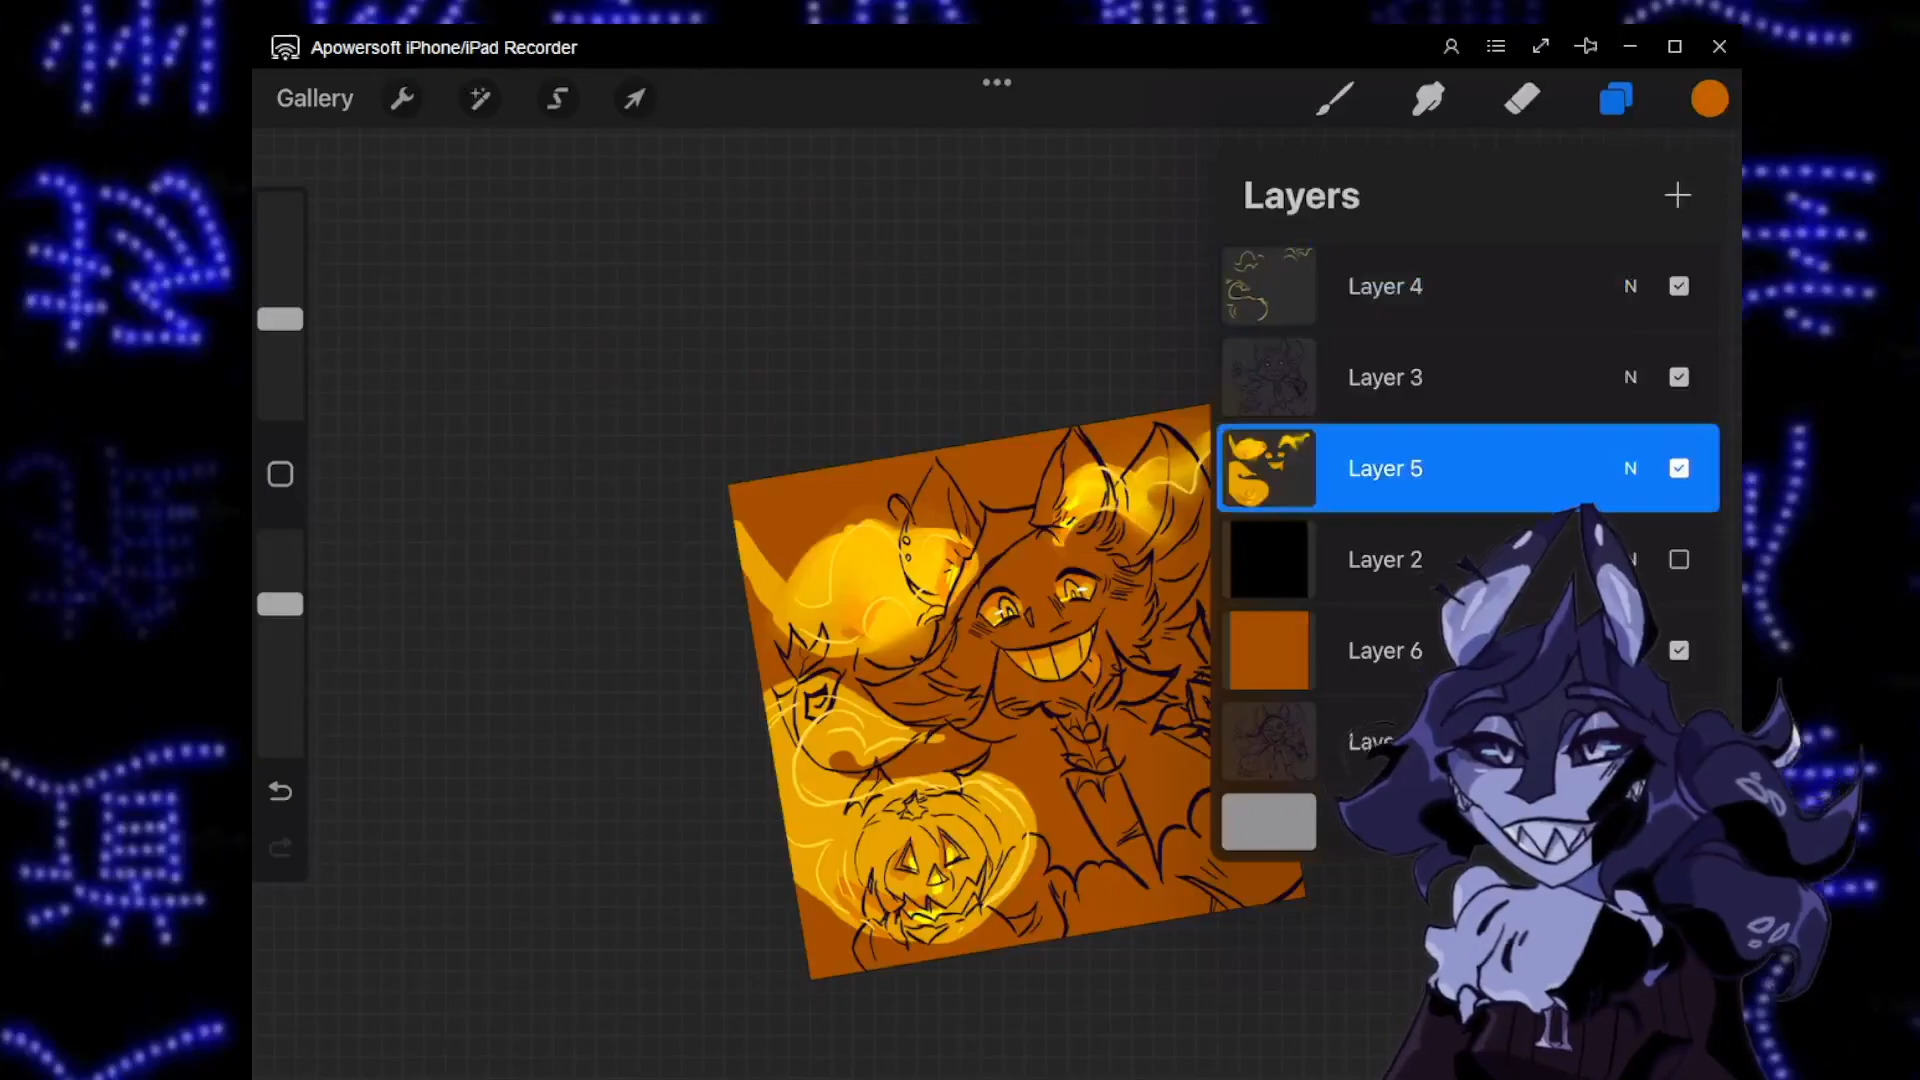 Apowersoft iPhone/iPad Recorder
Gallery
Layers
Layer 4 N
Layer 3 N
Layer 5 N
Layer 2
Layer 6